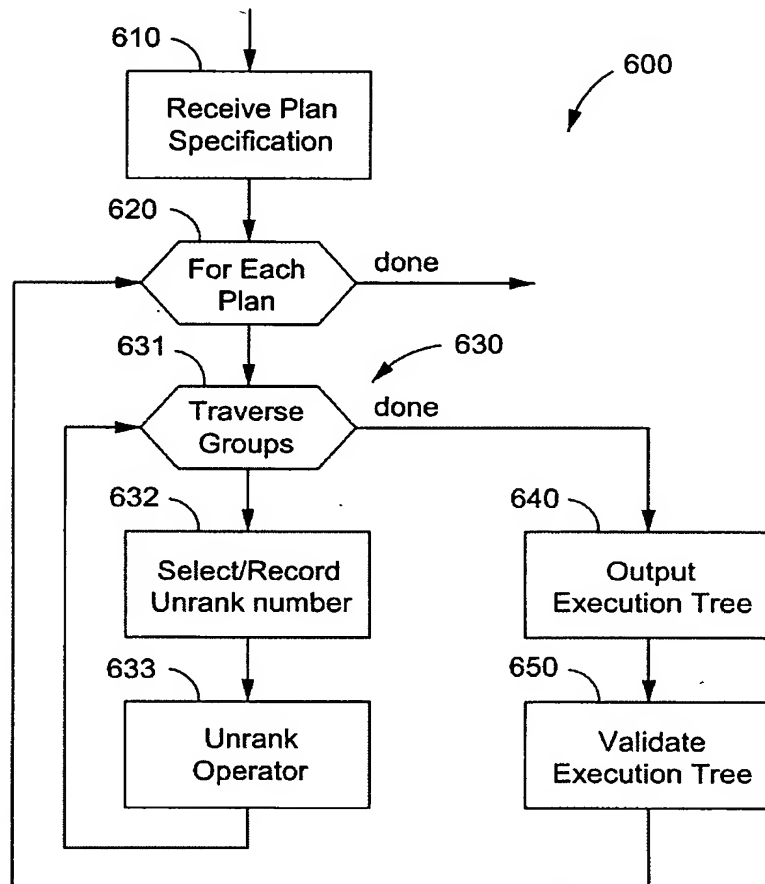 610
600
Receive Plan
Specification
620
For Each
Plan
done
631
630
Traverse
Groups
done
632
640
Select/Record
Unrank number
Output
Execution Tree
633
650
Unrank
Operator
Validate
Execution Tree